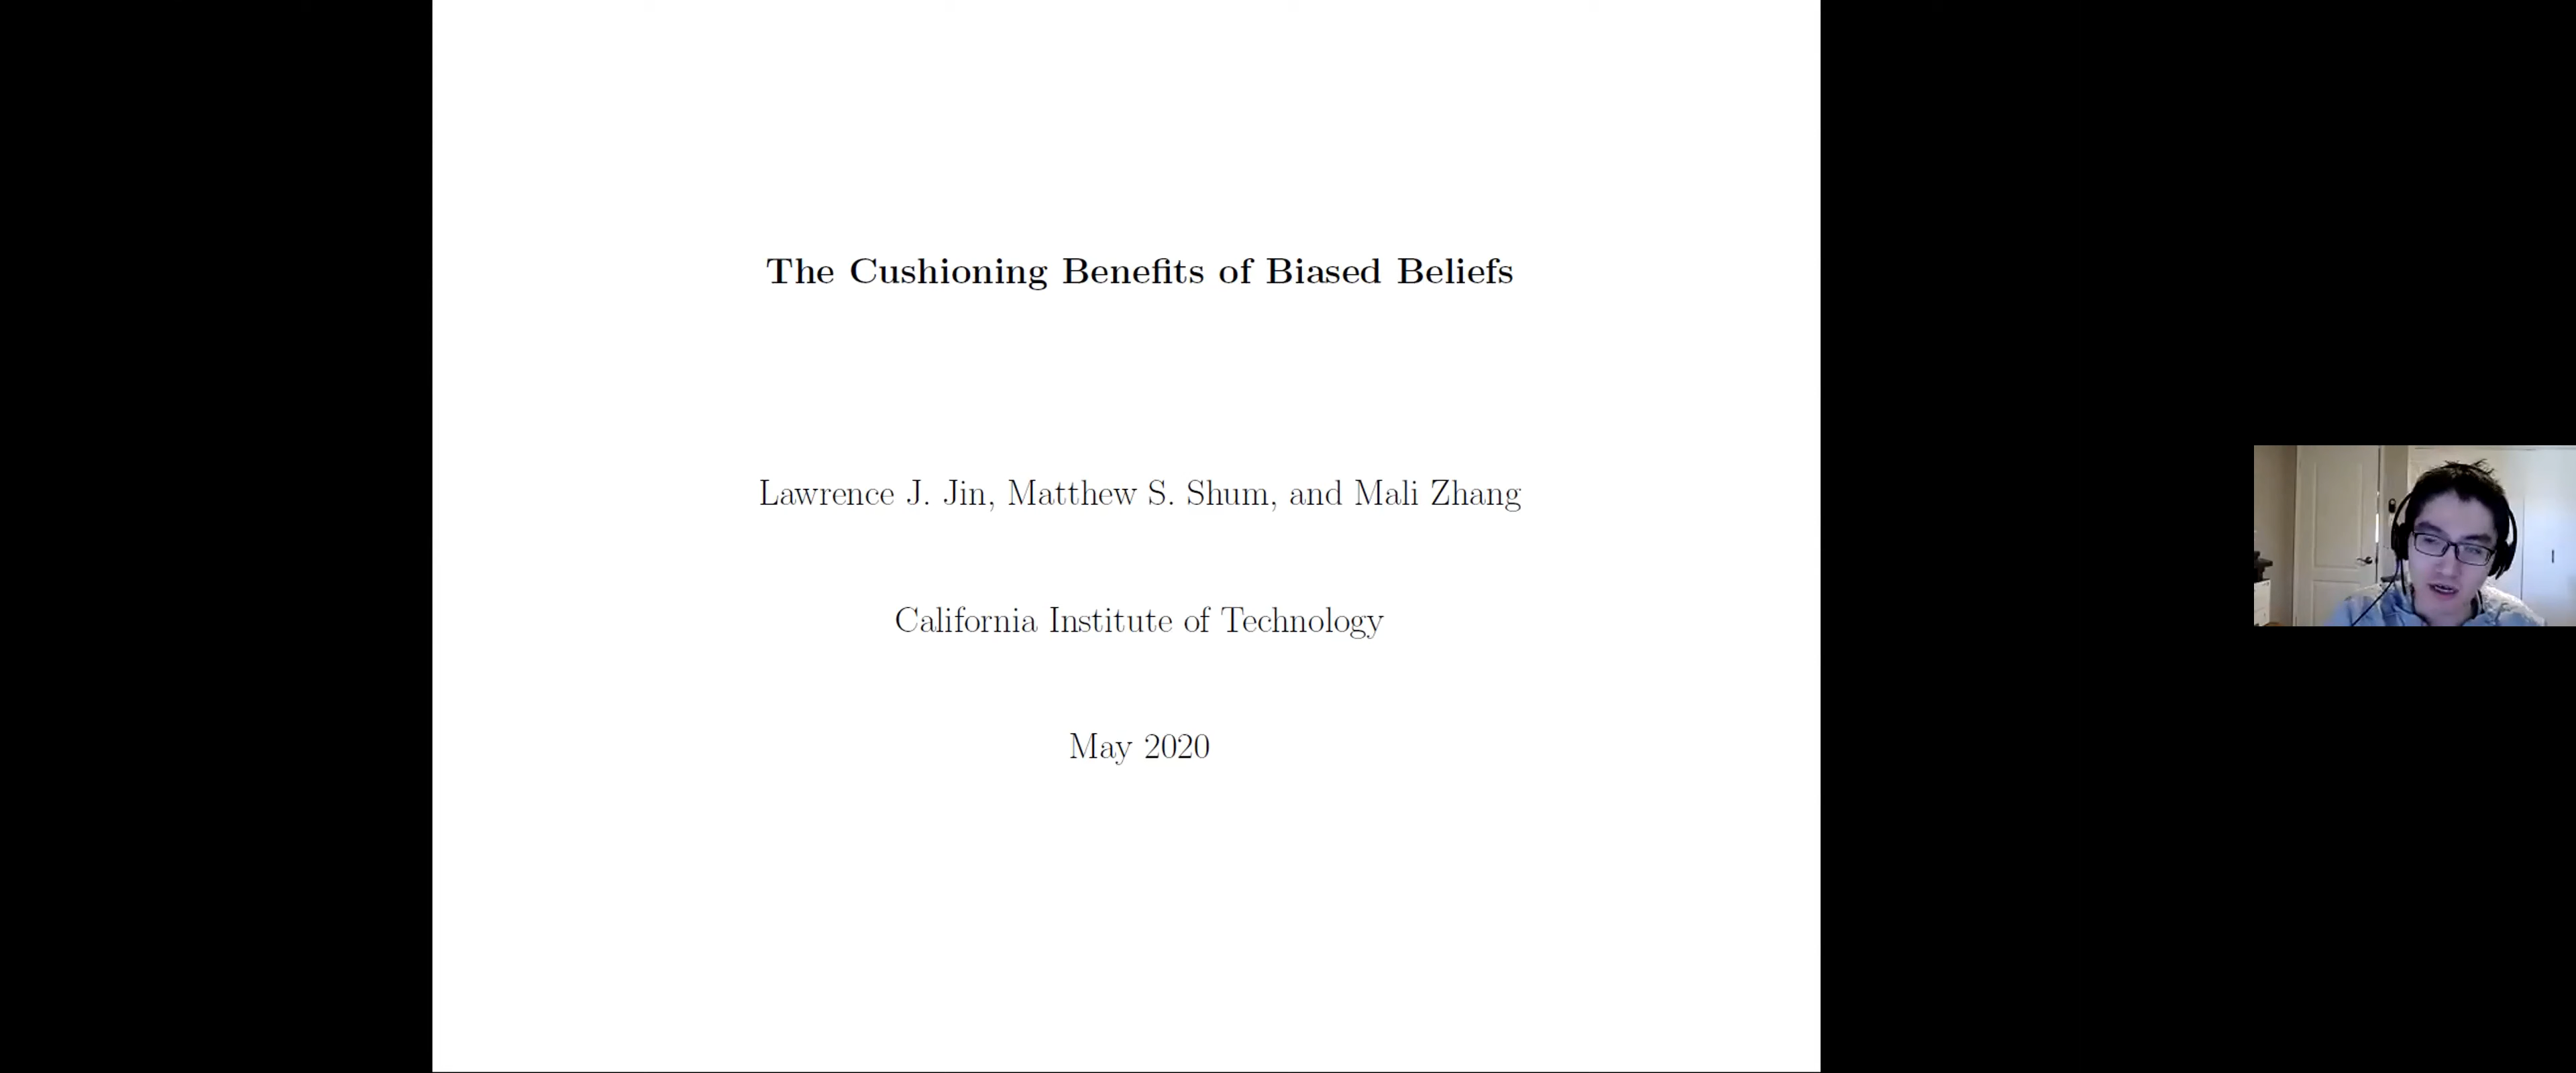 The Cushioning Benefits of Biased Beliefs
Lawrence J. Jin, Matthew S. Shum, and Mali Zhang
California Institute of Technology
May 2020